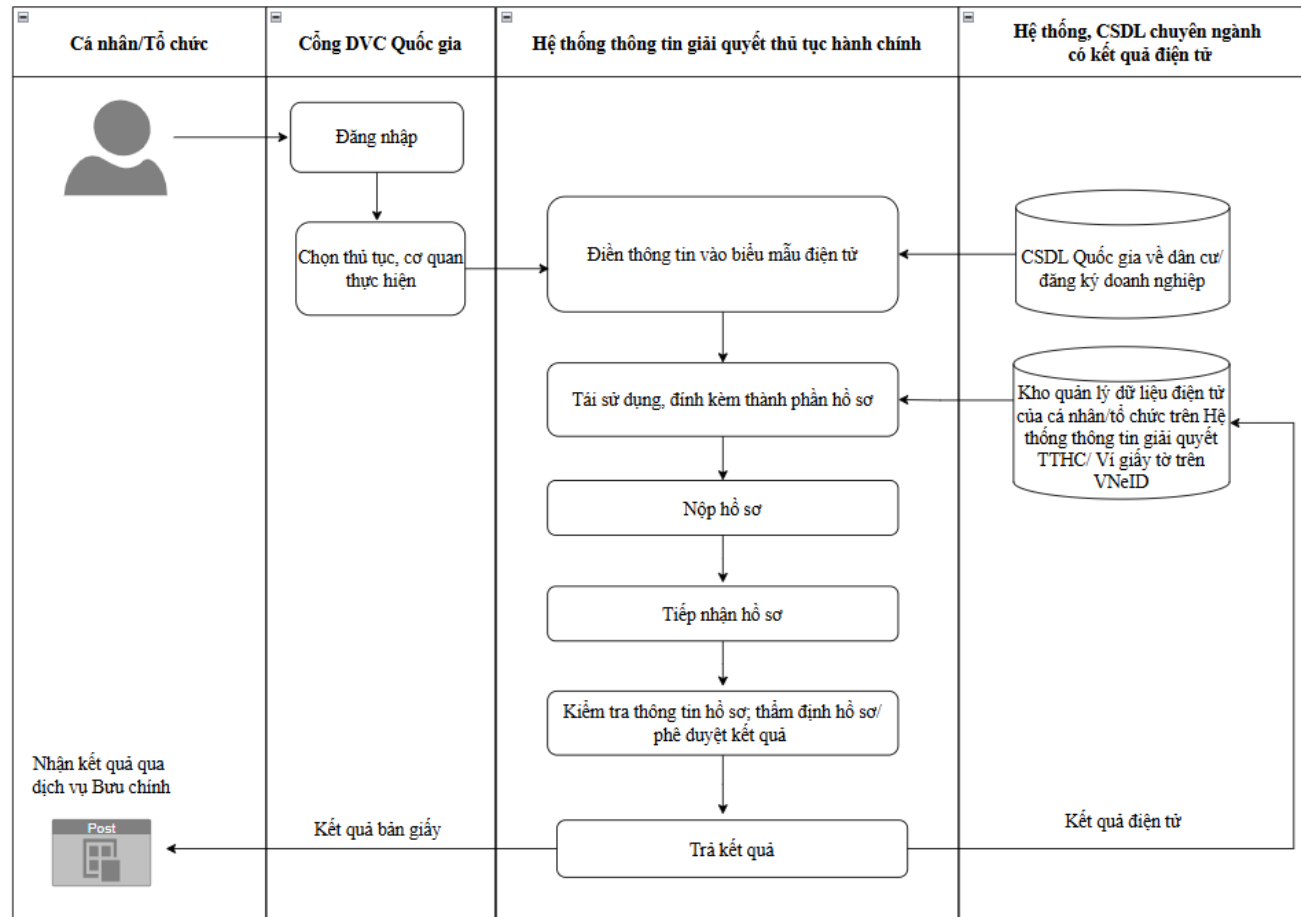 Cá nhân/Tổ chức
Cổng DVC Quốc gia
Hệ thống thông tin giải quyết thủ tục hành chính
Hệ thống, CSDL chuyên ngành
có kết quả điện tử
Đăng nhập
Chọn thủ tục, cơ quan
thực hiện
Điền thông tin vào biểu mẫu điện tử
CSDL Quốc gia về dân cư/
đăng ký doanh nghiệp
Tái sử dụng, đính kèm thành phần hồ sơ
Kho quản lý dữ liệu điện tử
của cá nhân/tổ chức trên Hệ
thống thông tin giải quyết
TTHC/ Ví giấy tờ trên
VNeID
Nộp hồ sơ
Tiếp nhận hồ sơ
Kiểm tra thông tin hồ sơ; thẩm định hồ sơ/
phê duyệt kết quả
Nhận kết quả qua
dịch vụ Bưu chính
Post
Kết quả bản giấy
Trả kết quả
Kết quả điện tử